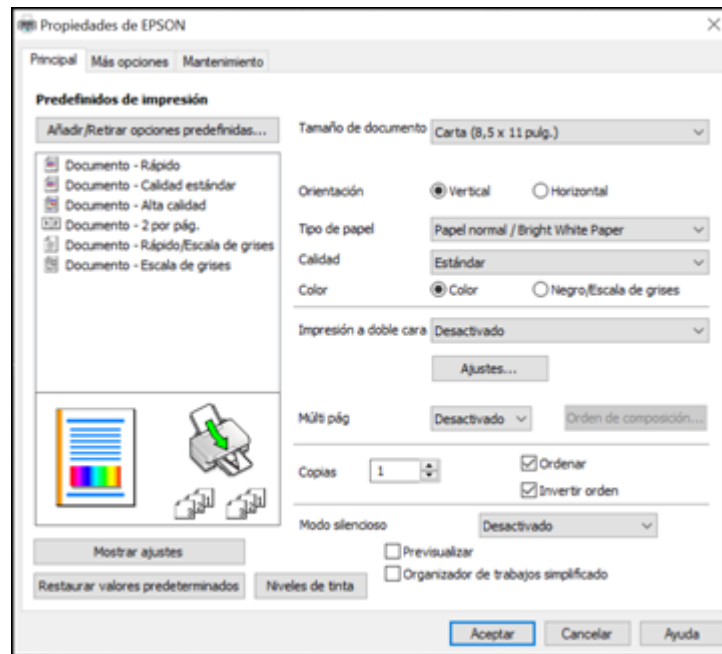 Propiedades de EPSON
Principal Más opciones Mantenimiento
Predefinidos de impresión
Añadir/Retirar opciones predefinidas...
Documento - Rápido
Documento - Calidad estándar
Documento - Alta calidad
Documento - 2 por pág.
Documento - Rápido/Escala de grises
Documento - Escala de grises
Mostrar ajustes
Restaurar valores predeterminados Niveles de tinta
Tamaño de documento Carta (8,5 x 11 pulg.)
Orientación Vertical Horizontal
Tipo de papel Papel normal / Bright White Paper
Calidad Estándar
Color Color Negro/Escala de grises
Impresión a doble cara Desactivado
Ajustes...
Múlti pág Desactivado Orden de composición...
Copias 1 Ordenar
Invertir orden
Modo silencioso Desactivado
Previsualizar
Organizador de trabajos simplificado
Aceptar Cancelar Ayuda